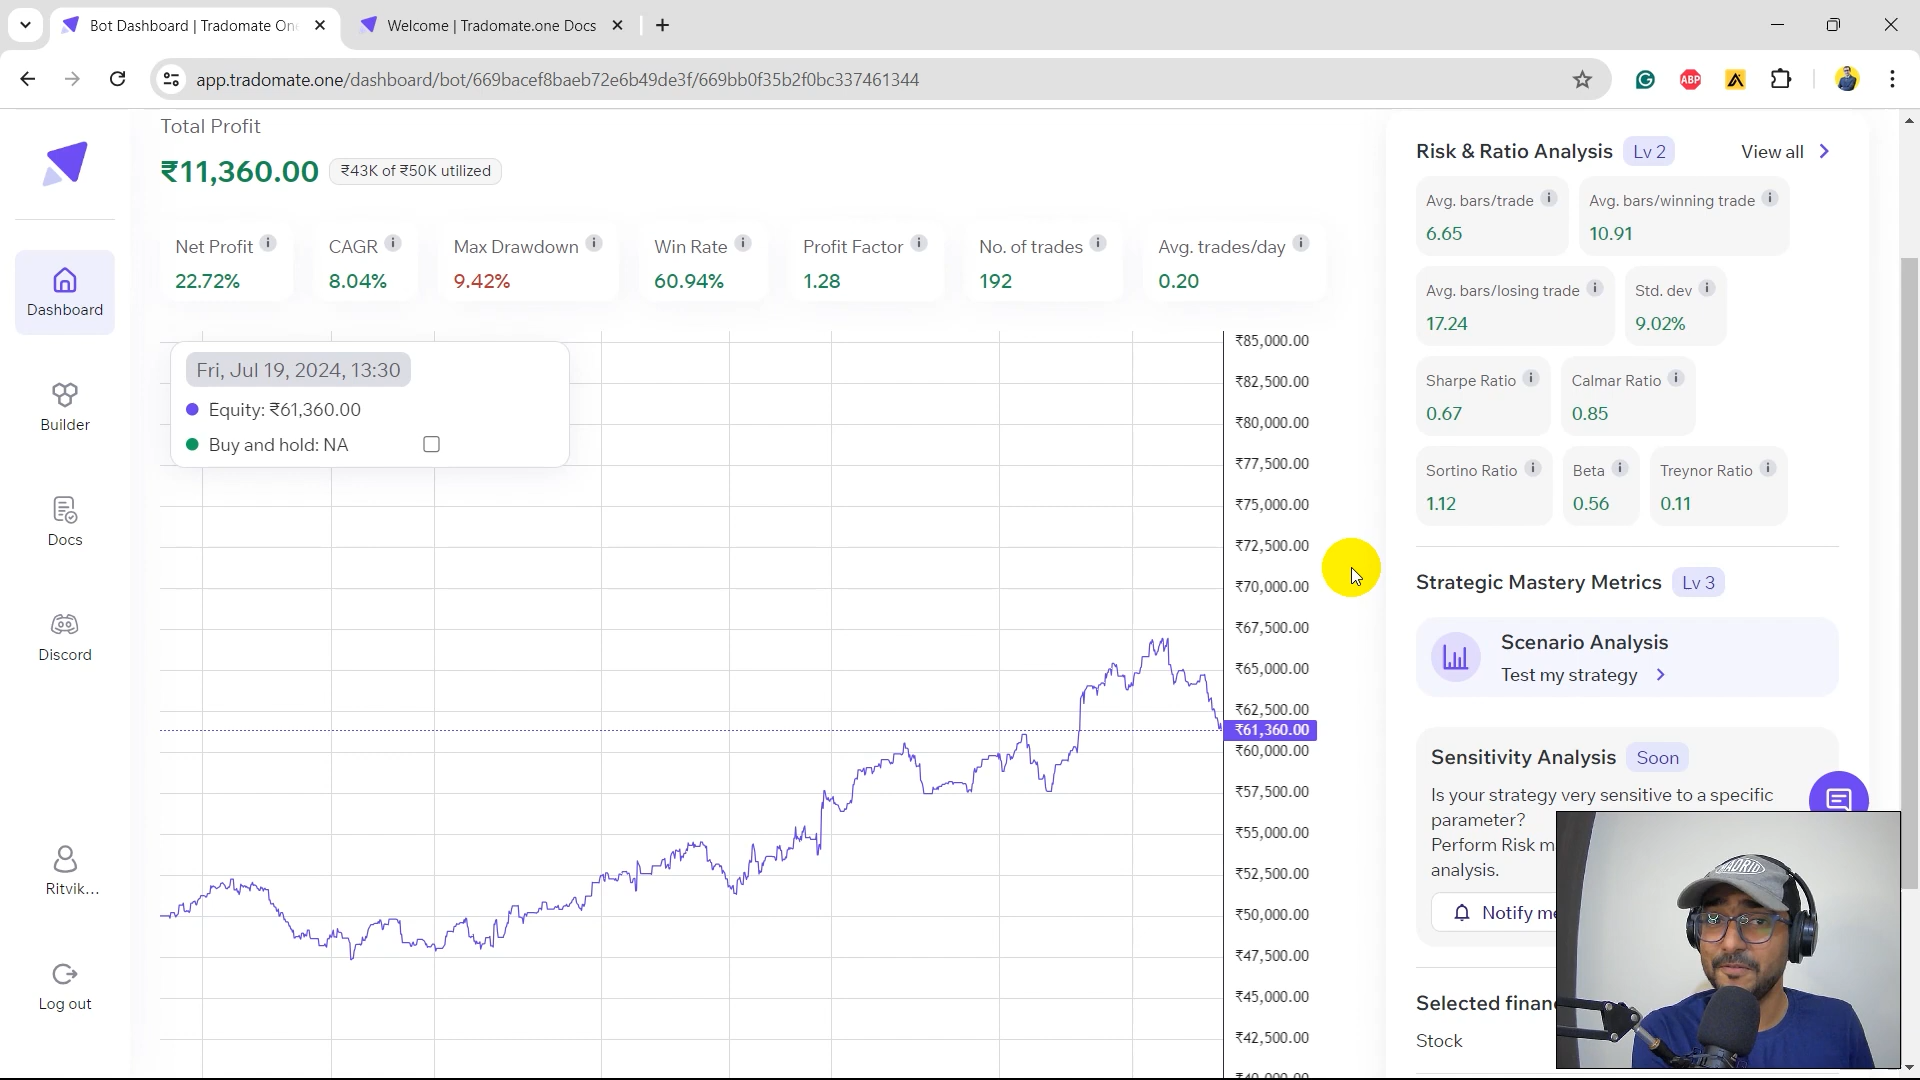 Bot Dashboard | Tradomate On
Welcome | Tradomate.one Docs
app.tradomate.one/dashboard/bot/669bacef8baeb72e6b49de3f/669bb0f35b2f0bc337461344
ABP
Dashboard
Builder
Docs
Discord
Ritvik...
Log out
Total Profit
₹11,360.00
₹43K of ₹50K utilized
Net Profit
22.72%
CAGR
8.04%
Max Drawdown
9.42%
Win Rate
60.94%
Profit Factor
1.28
No. of trades
192
Avg. trades/day
0.20
Fri, Jul 19, 2024, 13:30
Equity: ₹61,360.00
Buy and hold: NA
₹85,000.00
₹82,500.00
₹80,000.00
₹77,500.00
₹75,000.00
₹72,500.00
₹70,000.00
₹67,500.00
₹65,000.00
₹62,500.00
₹61,360.00
₹60,000.00
₹57,500.00
₹55,000.00
₹52,500.00
₹50,000.00
₹47,500.00
₹45,000.00
₹42,500.00
₹40,000.00
Risk & Ratio Analysis
Lv 2
View all
Avg. bars/trade
6.65
Avg. bars/winning trade
10.91
Avg. bars/losing trade
17.24
Std. dev
9.02%
Sharpe Ratio
0.67
Calmar Ratio
0.85
Sortino Ratio
1.12
Beta
0.56
Treynor Ratio
0.11
Strategic Mastery Metrics
Lv 3
Scenario Analysis
Test my strategy
Sensitivity Analysis
Soon
Is your strategy very sensitive to a specific
parameter?
Perform Risk m
analysis.
Notify me
Selected finan
Stock
MADRID